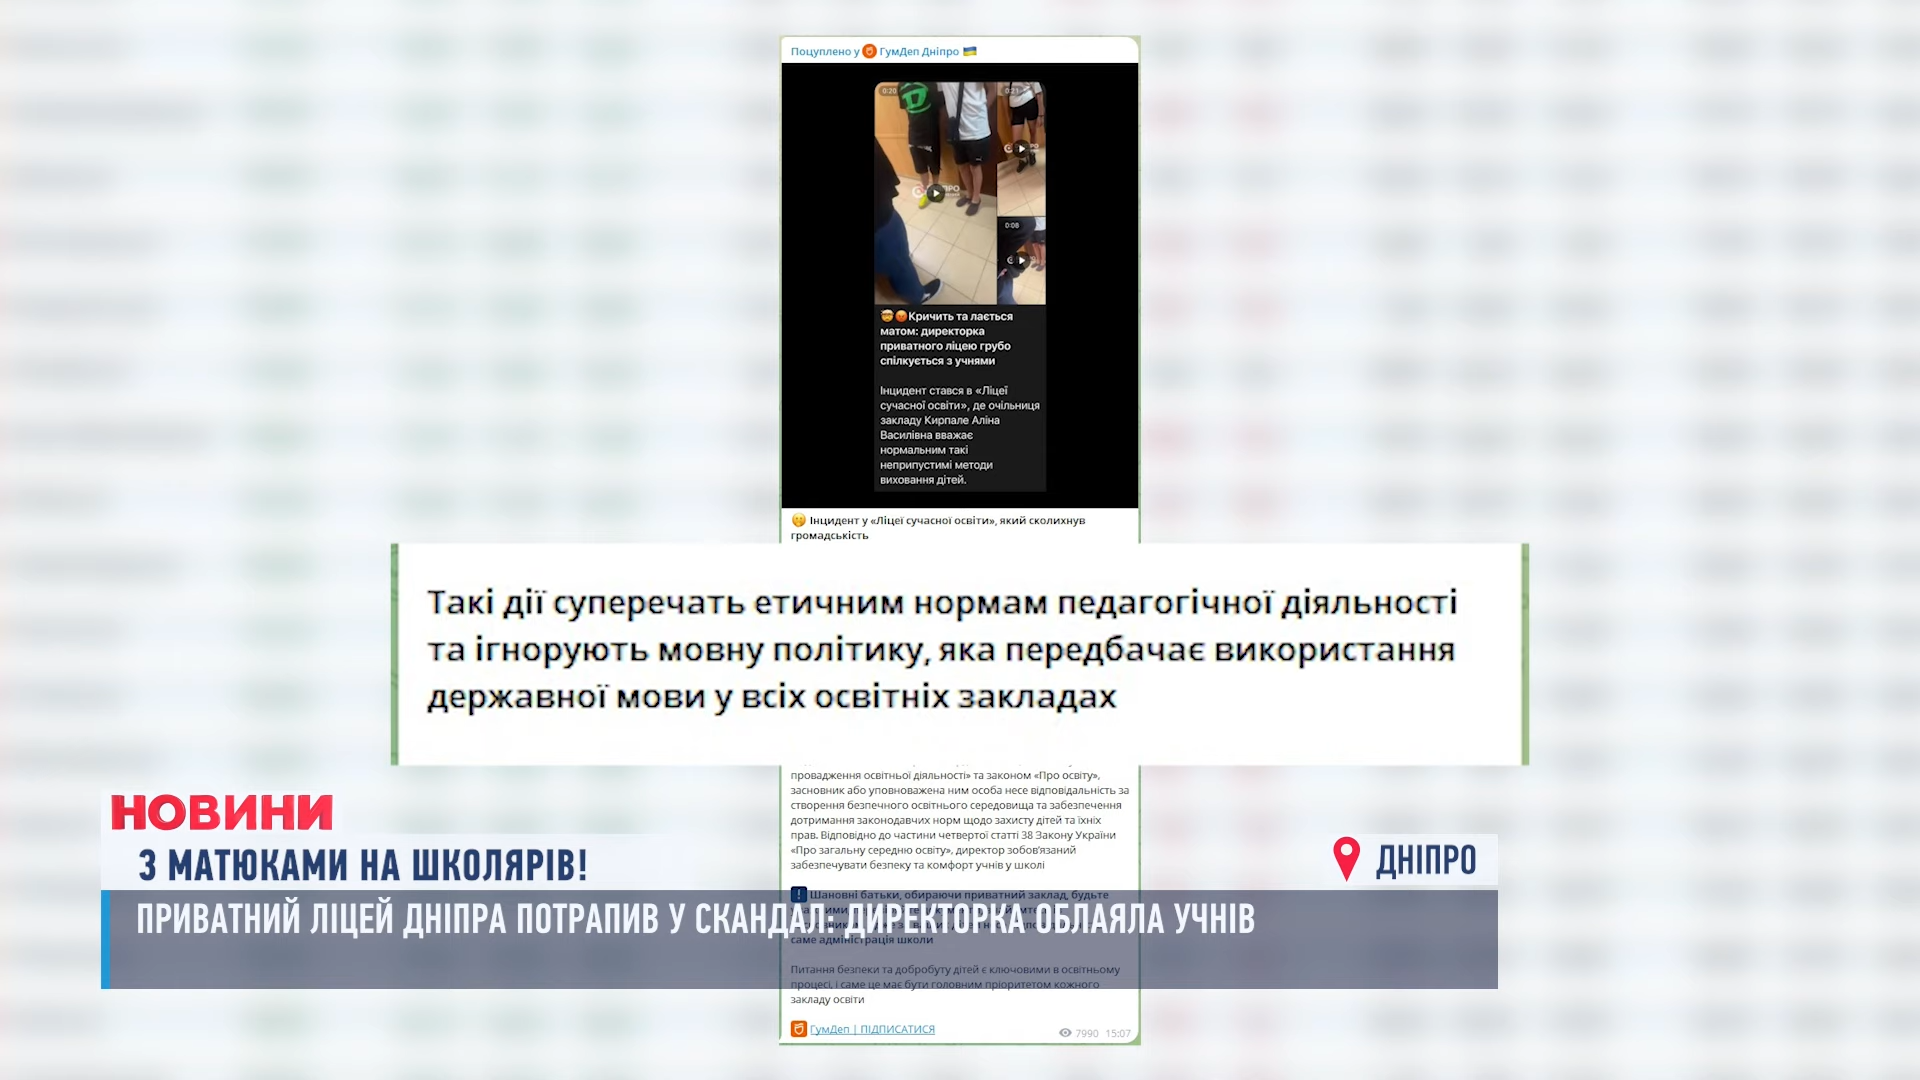 Поцуплено у ГумДеп Дніпро
0:20
0:21
0:08
Кричить та лається
матом: директорка
приватного ліцею грубо
спілкується з учнями
Інцидент стався в «Ліцеї
сучасної освіти», де очільниця
закладу Кирпале Аліна
Василівна вважає
нормальним такі
неприпустимі методи
виховання дітей.
Інцидент у «Ліцеї сучасної освіти», який сколихнув
громадськість
Такі дії суперечать етичним нормам педагогічної діяльності
та ігнорують мовну політику, яка передбачає використання
державної мови у всіх освітніх закладах
провадження освітньої діяльності» та законом «Про освіту»,
засновник або уповноважена ним особа несе відповідальність за
створення безпечного освітнього середовища та забезпечення
дотримання законодавчих норм щодо захисту дітей та їхніх
прав. Відповідно до частини четвертої статті 38 Закону України
«Про загальну середню освіту», директор зобов'язаний
забезпечувати безпеку та комфорт учнів у школі
НОВИНИ
З МАТЮКАМИ НА ШКОЛЯРІВ!
ДНІПРО
Шановні батьки, обираючи приватний заклад, будьте
ПРИВАТНИЙ ЛІЦЕЙ ДНІПРА ПОТРАПИВ У СКАНДАЛ: ДИРЕКТОРКА ОБЛАЯЛА УЧНІВ
саме адміністрація школи
Питання безпеки та добробуту дітей є ключовими в освітньому
процесі, і саме це має бути головним пріоритетом кожного
закладу освіти
ГумДеп | ПІДПИСАТИСЯ
7990 15:07